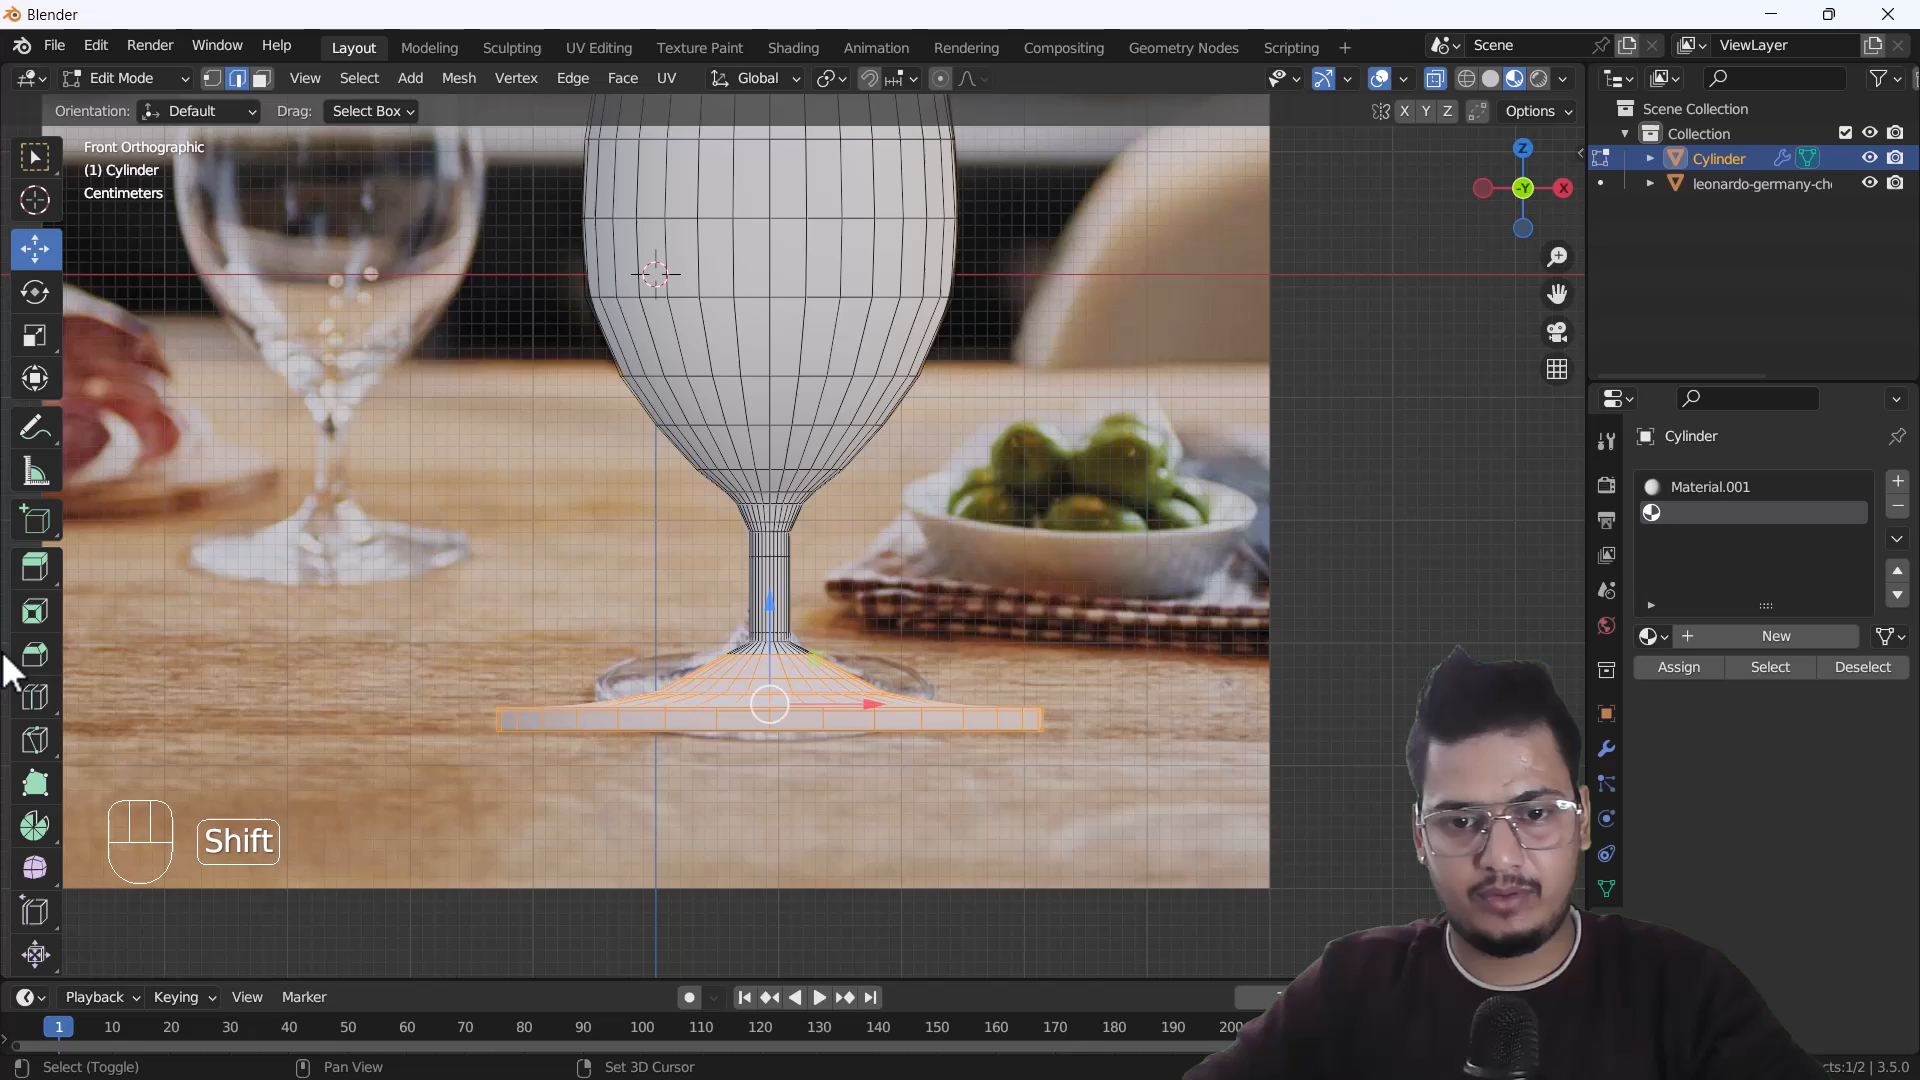 Blender
File Edit Render Window Help Layout Modeling Sculpting UV Editing Texture Paint Shading Animation Rendering Compositing Geometry Nodes Scripting + Scene ViewLayer
Edit Mode View Select Add Mesh Vertex Edge Face UV Global
Orientation: Default Drag: Select Box X Y Z Options
Scene Collection
Collection
Cylinder
leonardo-germany-ch
Front Orthographic
(1) Cylinder
Centimeters
Z
-Y X
Cylinder
Material.001
New
Assign Select Deselect
Shift
Playback Keying View Marker
1 10 20 30 40 50 60 70 80 90 100 110 120 130 140 150 160 170 180 190 200
Select (Toggle) Pan View Set 3D Cursor cts:1/2 | 3.5.0